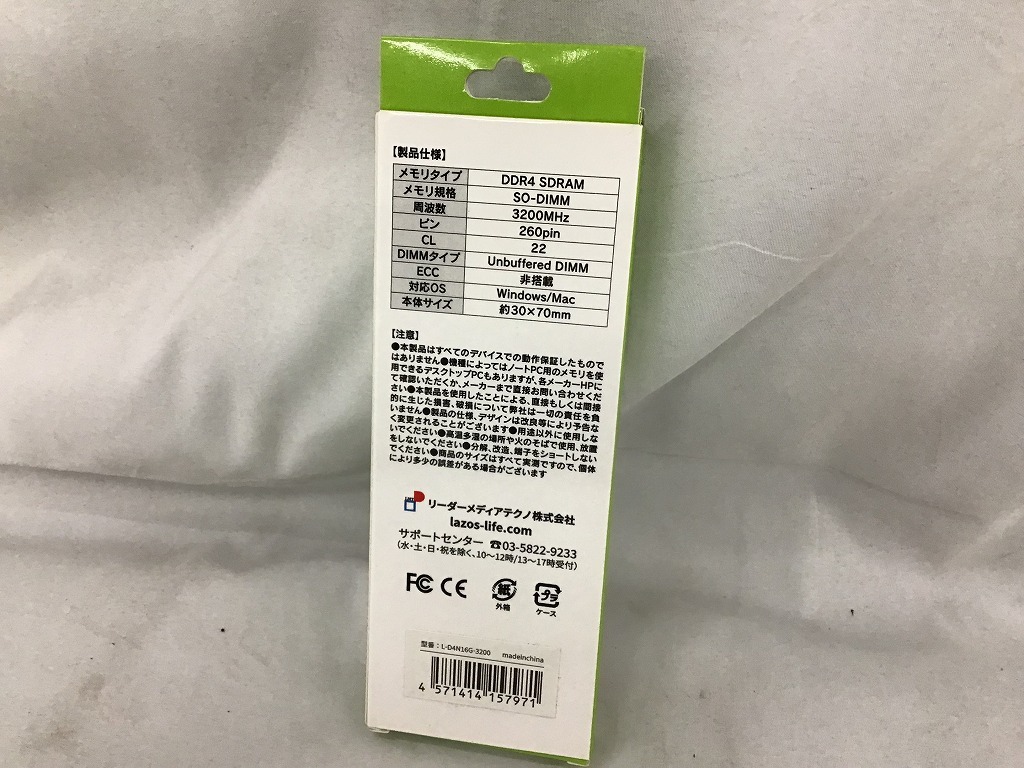 【製品仕様】
メモリタイプ DDR4 SDRAM
メモリ規格 SO-DIMM
周波数 3200MHz
ピン 260pin
CL 22
DIMMタイプ Unbuffered DIMM
ECC 非搭載
対応OS Windows/Mac
本体サイズ 約30×70mm
【注意】
●本製品はすべてのデバイスでの動作保証したもので
はありません●機種によってはノートPC用のメモリを使
用できるデスクトップPCもありますが、各メーカーHPに
て確認いただくか、メーカーまで直接お問い合わせくだ
さい●本製品を使用したことによる、直接もしくは間接
的に生じた損害、破損について弊社は一切の責任を負
いません●製品の仕様、デザインは改良等により予告な
く変更されることがございます●用途以外に使用しな
いでください●高温多湿の場所や火のそばで使用、放置
をしないでください●分解、改造、端子をショートしない
でください●商品のサイズはすべて実測ですので、個体
により多少の誤差がある場合がございます
リーダーメディアテクノ株式会社
lazos-life.com
サポートセンター ☎03-5822-9233
(水・土・日・祝を除く、10～12時/13～17時受付)
FC CE 紙 プラ
外箱 ケース
型番：L-D4N16G-3200 madeinchina
4 571414 157971